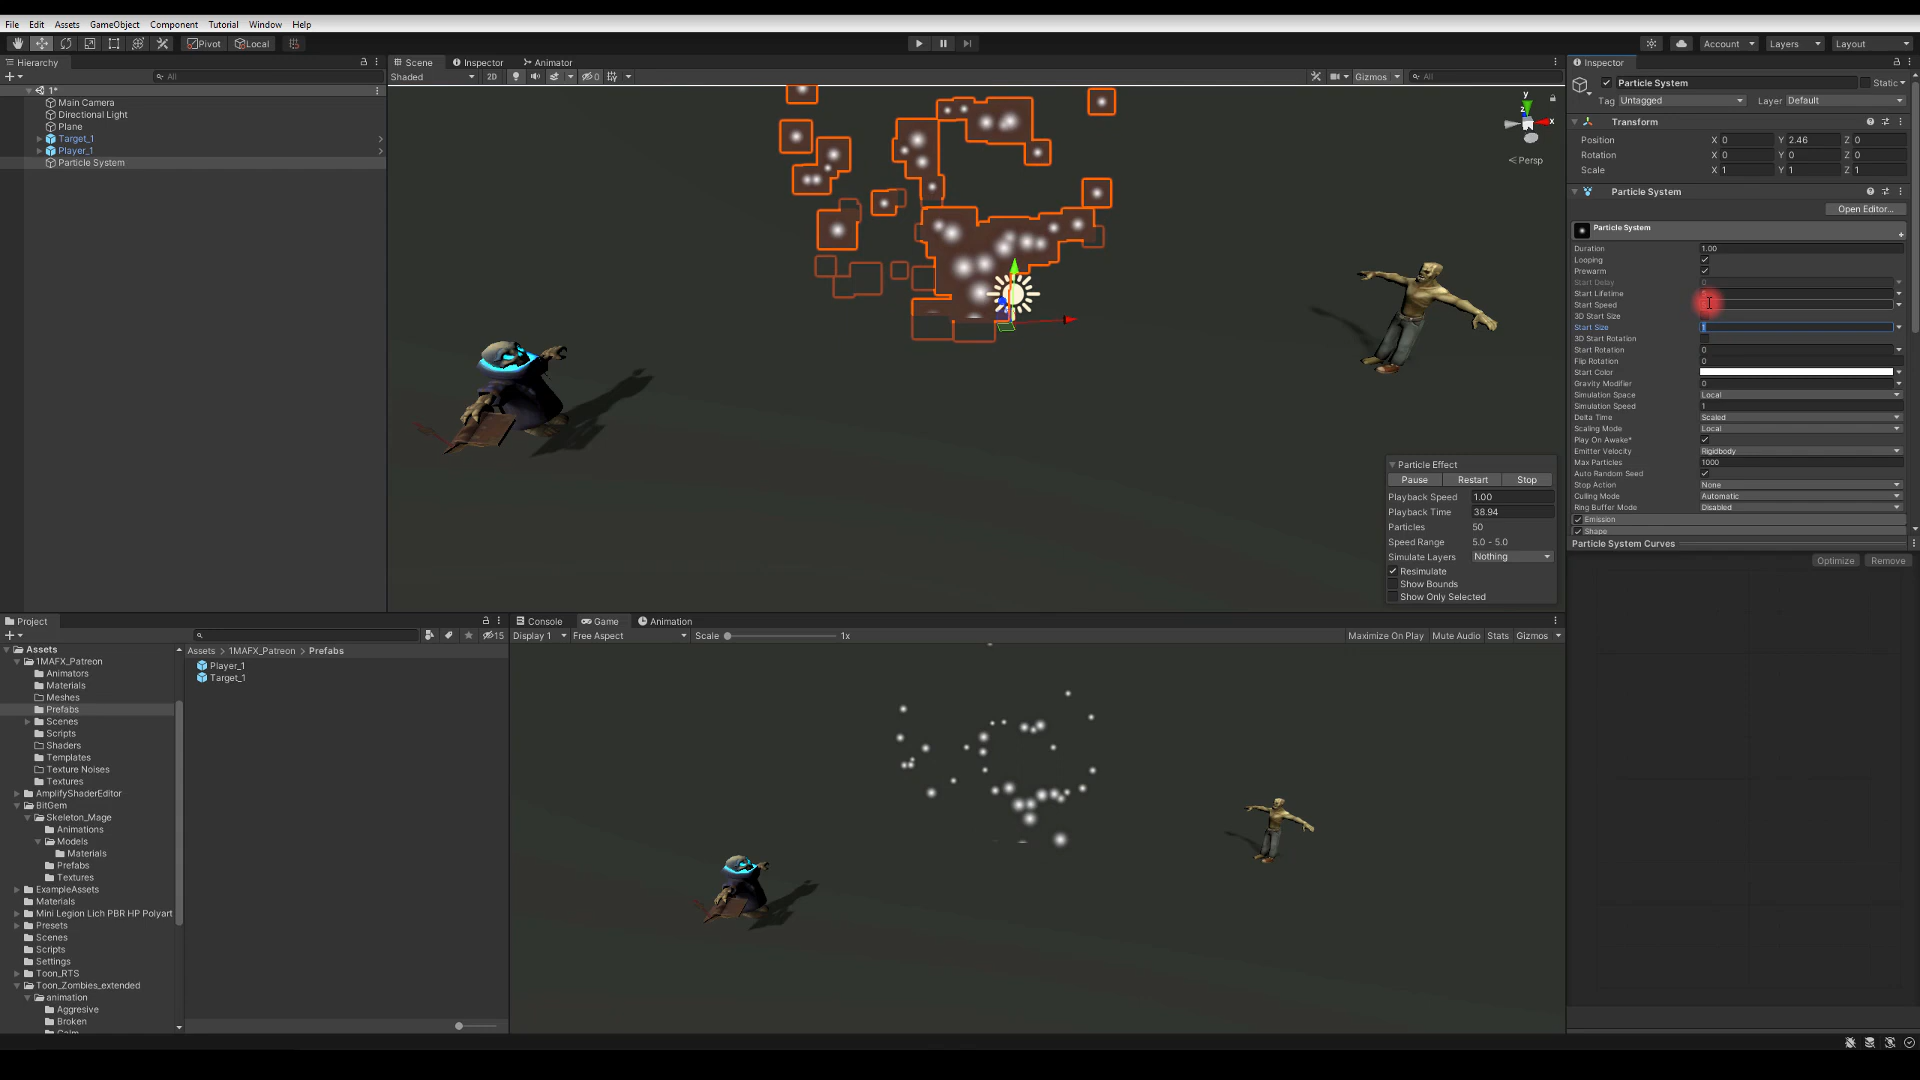 File Edit Assets GameObject Component Tutorial Window Help
Pivot Local
Account Layers Layout
Hierarchy
All
1*
Main Camera
Directional Light
Plane
Target_1
Player_1
Particle System
Scene Inspector Animator
Shaded 2D 0 Gizmos All
y
z
x
Persp
Particle Effect
Pause Restart Stop
Playback Speed 1.00
Playback Time 38.94
Particles 50
Speed Range 5.0 - 5.0
Simulate Layers Nothing
Resimulate
Show Bounds
Show Only Selected
Inspector
Particle System Static
Tag Untagged Layer Default
Transform
Position X 0 Y 2.46 Z 0
Rotation X 0 Y 0 Z 0
Scale X 1 Y 1 Z 1
Particle System
Open Editor...
Particle System
Duration 1.00
Looping
Prewarm
Start Delay 0
Start Lifetime
Start Speed
3D Start Size
Start Size 1
3D Start Rotation
Start Rotation 0
Flip Rotation 0
Start Color
Gravity Modifier 0
Simulation Space Local
Simulation Speed 1
Delta Time Scaled
Scaling Mode Local
Play On Awake*
Emitter Velocity Rigidbody
Max Particles 1000
Auto Random Seed
Stop Action None
Culling Mode Automatic
Ring Buffer Mode Disabled
Emission
Shape
Particle System Curves
Optimize Remove
Project
15
Assets
1MAFX_Patreon
Animators
Materials
Meshes
Prefabs
Scenes
Scripts
Shaders
Templates
Texture Noises
Textures
AmplifyShaderEditor
BitGem
Skeleton_Mage
Animations
Models
Materials
Prefabs
Textures
ExampleAssets
Materials
Mini Legion Lich PBR HP Polyart
Presets
Scenes
Scripts
Settings
Toon_RTS
Toon_Zombies_extended
animation
Aggresive
Broken
Assets > 1MAFX_Patreon > Prefabs
Player_1
Target_1
Console Game Animation
Display 1 Free Aspect Scale 1x Maximize On Play Mute Audio Stats Gizmos